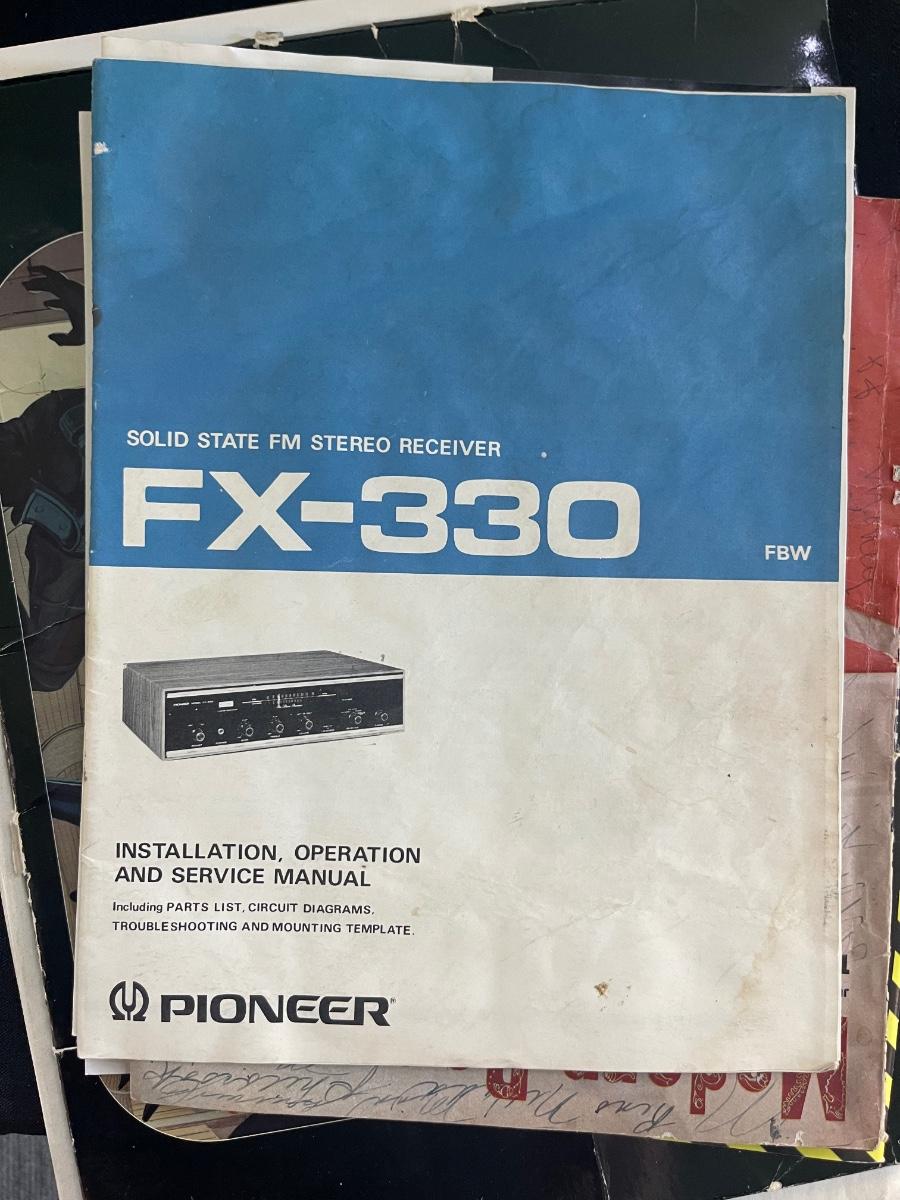 SOLID STATE FM STEREO RECEIVER
FX-330
FBW
PIONEER
INSTALLATION, OPERATION
AND SERVICE MANUAL
Including PARTS LIST, CIRCUIT DIAGRAMS,
TROUBLESHOOTING AND MOUNTING TEMPLATE.
PIONEER®